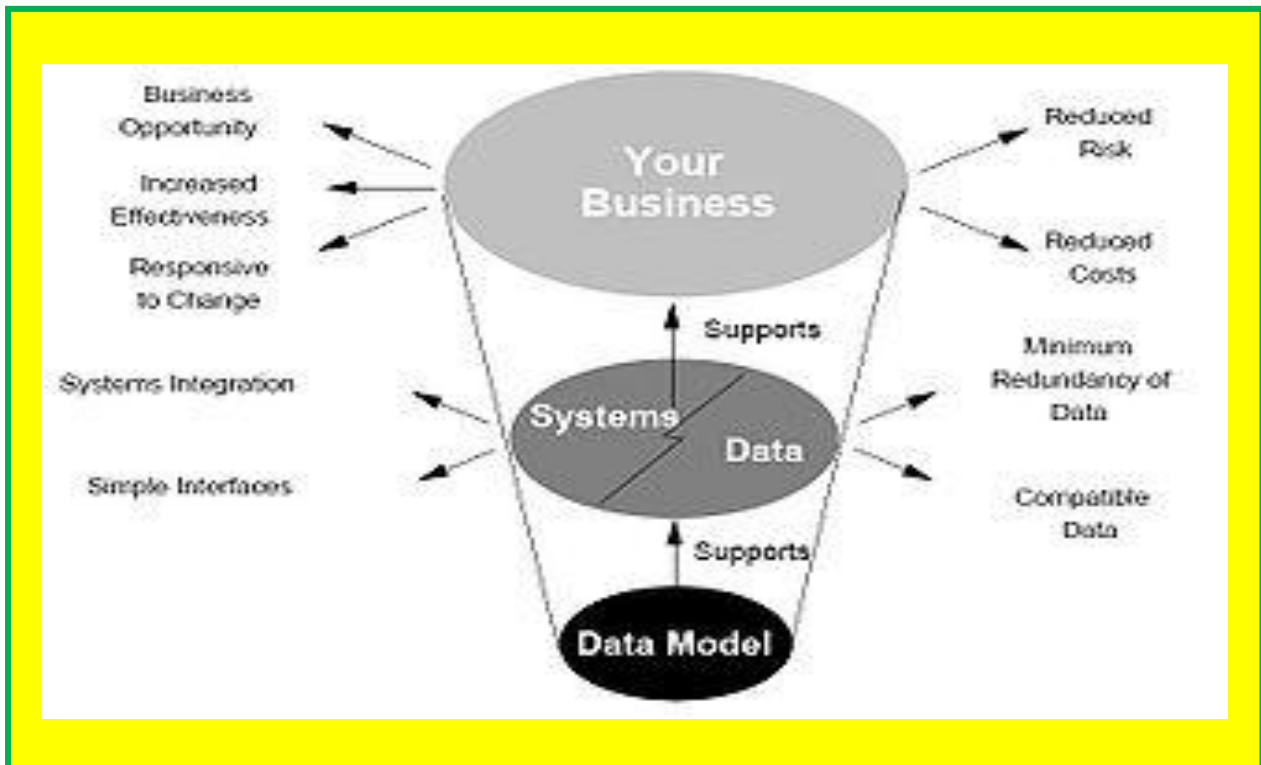 Business
Opportunity
Increased
Effectiveness
Responsive
to Change
Your
Business
Reduced
Risk
Reduced
Costs
Supports
Systems Integration
Simple Interfaces
Systems
Data
Minimum
Redundancy of
Data
Compatible
Data
Supports
Data Model